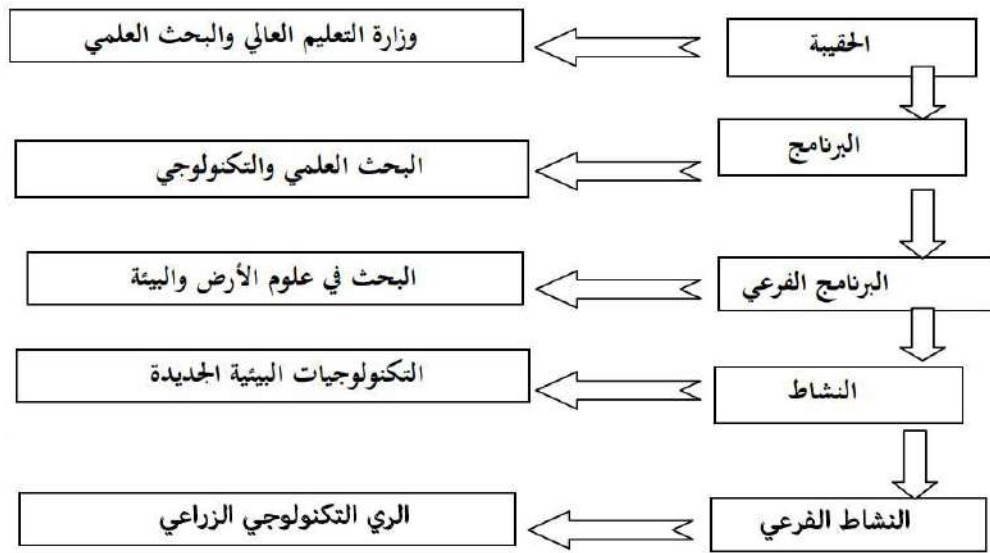 الحقيبة
وزارة التعليم العالي والبحث العلمي
البرنامج
البحث العلمي والتكنولوجي
البرنامج الفرعي
البحث في علوم الأرض والبيئة
النشاط
التكنولوجيات البيئية الجديدة
النشاط الفرعي
الري التكنولوجي الزراعي